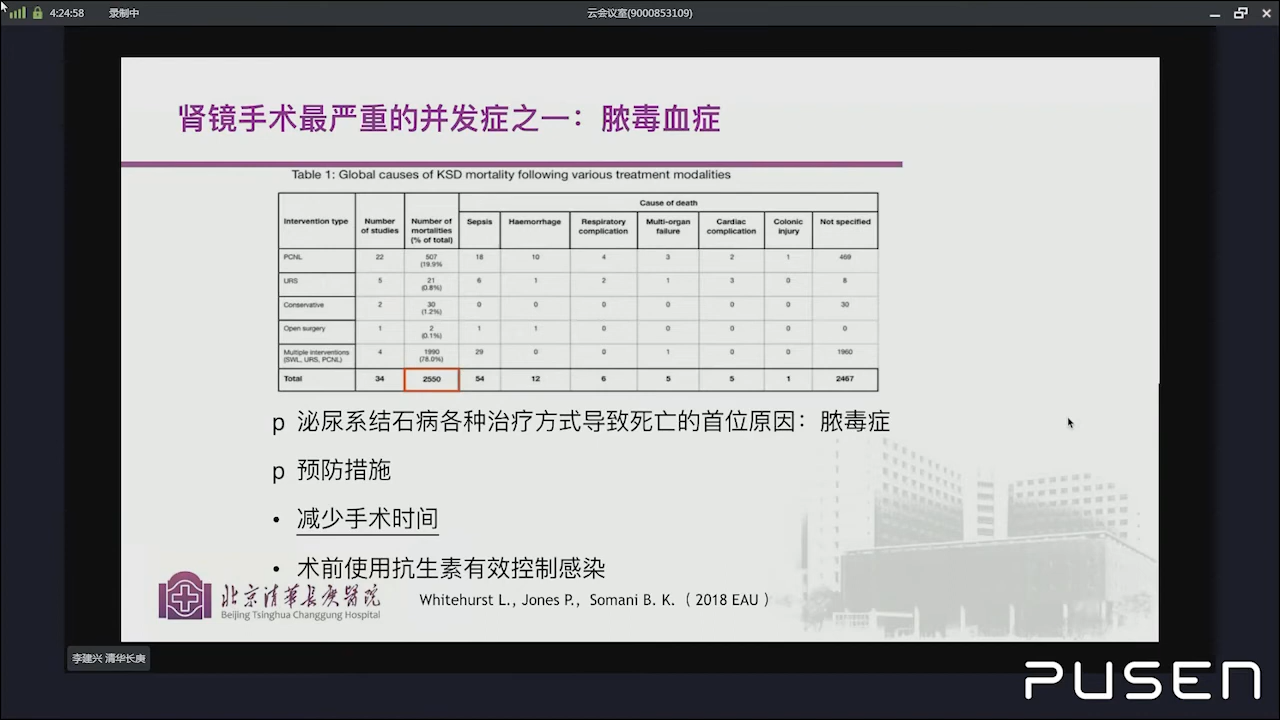 4:24:58 录制中 云会议室(9000853109)
肾镜手术最严重的并发症之一：脓毒血症
Table 1: Global causes of KSD mortality following various treatment modalities
Intervention type Number of studies Number of mortalities (% of total) Cause of death
Sepsis Haemorrhage Respiratory complication Multi-organ failure Cardiac complication Colonic injury Not specified
PCNL 22 507 (19.9% 18 10 4 3 2 1 469
URS 5 21 (0.8%) 6 1 2 1 3 0 8
Conservative 2 30 (1.2%) 0 0 0 0 0 0 30
Open surgery 1 2 (0.1%) 1 1 0 0 0 0 0
Multiple interventions (SWL, URS, PCNL) 4 1990 (78.0%) 29 0 0 1 0 0 1960
Total 34 2550 54 12 6 5 5 1 2467
p 泌尿系结石病各种治疗方式导致死亡的首位原因：脓毒症
p 预防措施
• 减少手术时间
• 术前使用抗生素有效控制感染
北京清華長庚醫院
Beijing Tsinghua Changgung Hospital
Whitehurst L., Jones P., Somani B. K.（2018 EAU）
李建兴 清华长庚
PUSEN